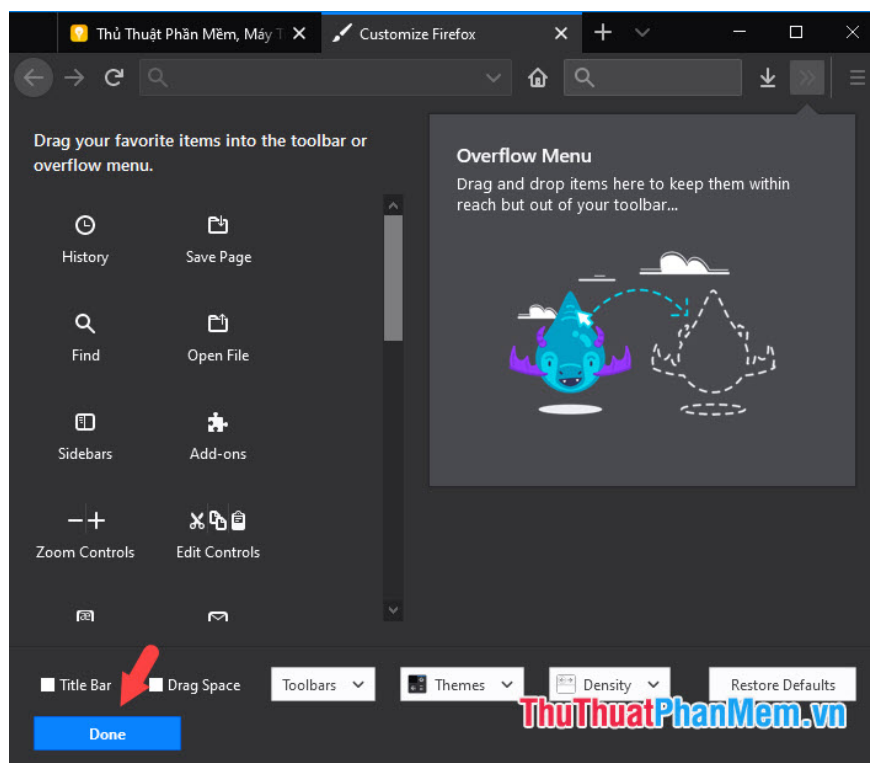 Thủ Thuật Phần Mềm, Máy T
Customize Firefox
Drag your favorite items into the toolbar or
overflow menu.
History
Save Page
Find
Open File
Sidebars
Add-ons
Zoom Controls
Edit Controls
Overflow Menu
Drag and drop items here to keep them within
reach but out of your toolbar...
Title Bar
Drag Space
Toolbars
Themes
Density
Restore Defaults
Done
ThuThuatPhanMem.vn